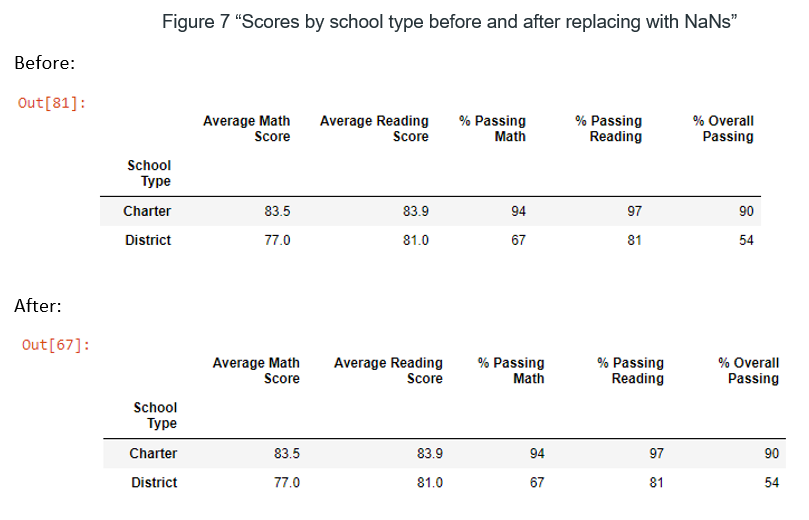 Figure 7 “Scores by school type before and after replacing with NaNs”
Before:
Out[81]:
Average Math Score Average Reading Score % Passing Math % Passing Reading % Overall Passing
School Type
Charter 83.5 83.9 94 97 90
District 77.0 81.0 67 81 54
After:
Out[67]:
Average Math Score Average Reading Score % Passing Math % Passing Reading % Overall Passing
School Type
Charter 83.5 83.9 94 97 90
District 77.0 81.0 67 81 54